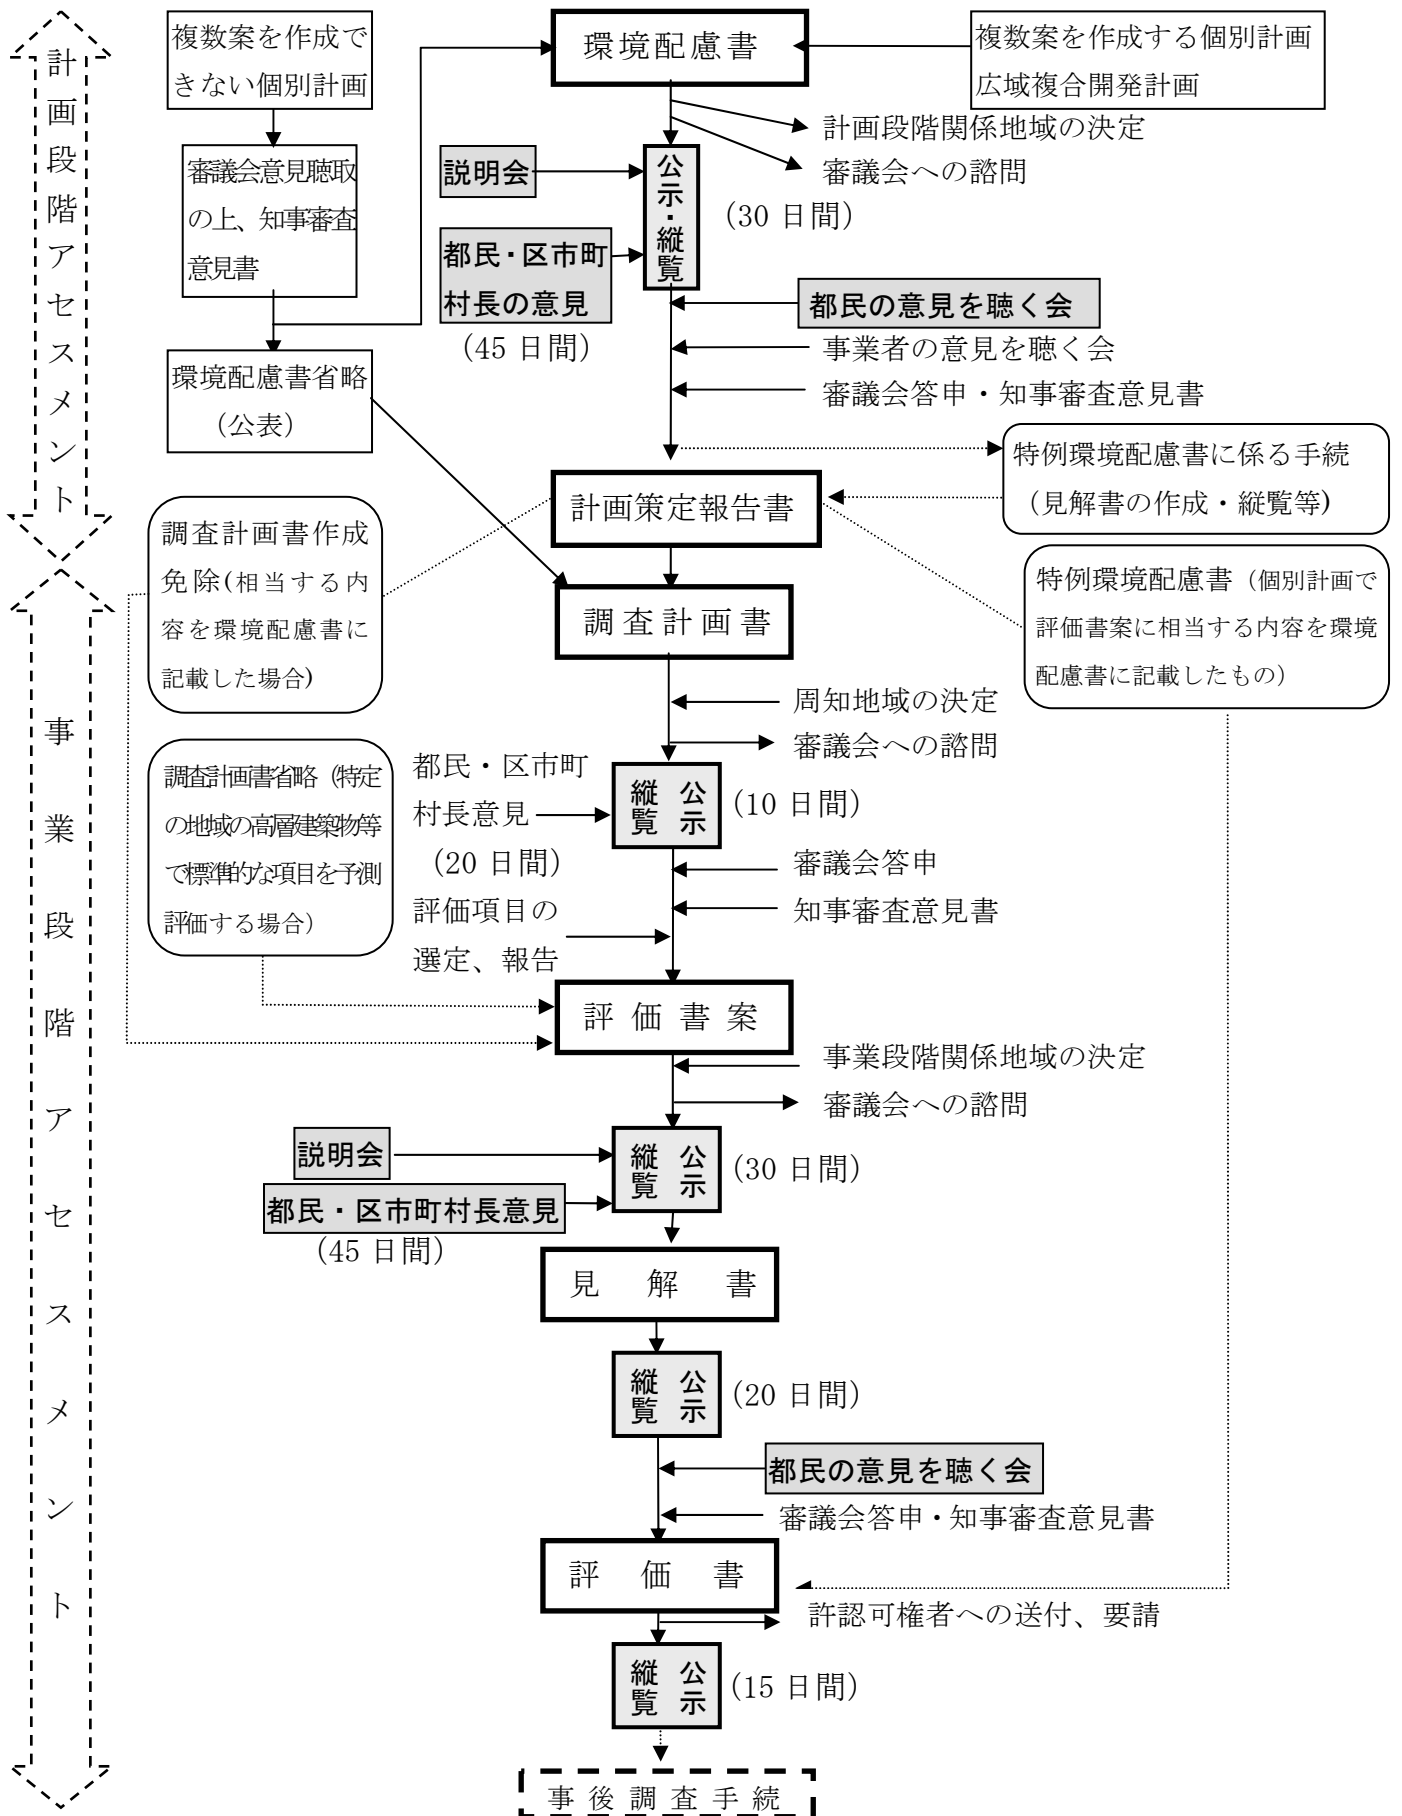 計画段階アセスメント
複数案を作成で
きない個別計画
環境配慮書
複数案を作成する個別計画
広域複合開発計画
計画段階関係地域の決定
審議会への諮問
審議会意見聴取
の上、知事審査
意見書
説明会
公示・縦覧
(30 日間)
都民・区市町
村長の意見
(45 日間)
都民の意見を聴く会
事業者の意見を聴く会
審議会答申・知事審査意見書
環境配慮書省略
（公表）
特例環境配慮書に係る手続
（見解書の作成・縦覧等)
計画策定報告書
調査計画書作成
免除(相当する内
容を環境配慮書に
記載した場合)
特例環境配慮書（個別計画で
評価書案に相当する内容を環境
配慮書に記載したもの）
事業段階アセスメント
調査計画書
周知地域の決定
審議会への諮問
都民・区市町
村長意見
(20 日間)
公示
縦覧
(10 日間)
調査計画書省略（特定
の地域の高層建築物等
で標準的な項目を予測
評価する場合）
審議会答申
知事審査意見書
評価項目の
選定、報告
評価書案
事業段階関係地域の決定
審議会への諮問
説明会
公示
縦覧
(30 日間)
都民・区市町村長意見
(45 日間)
見解書
公示
縦覧
(20 日間)
都民の意見を聴く会
審議会答申・知事審査意見書
評価書
許認可権者への送付、要請
公示
縦覧
(15 日間)
事後調査手続